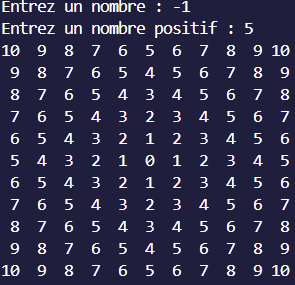 Entrez un nombre : -1
Entrez un nombre positif : 5
10  9  8  7  6  5  6  7  8  9 10
 9  8  7  6  5  4  5  6  7  8  9
 8  7  6  5  4  3  4  5  6  7  8
 7  6  5  4  3  2  3  4  5  6  7
 6  5  4  3  2  1  2  3  4  5  6
 5  4  3  2  1  0  1  2  3  4  5
 6  5  4  3  2  1  2  3  4  5  6
 7  6  5  4  3  2  3  4  5  6  7
 8  7  6  5  4  3  4  5  6  7  8
 9  8  7  6  5  4  5  6  7  8  9
10  9  8  7  6  5  6  7  8  9 10